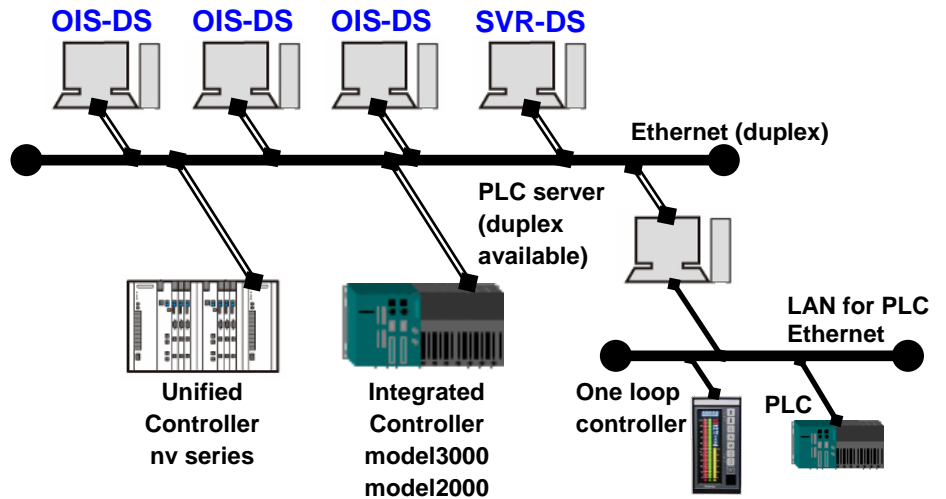 OIS-DS OIS-DS OIS-DS SVR-DS
Ethernet (duplex)
PLC server
(duplex
available)
LAN for PLC
Ethernet
Unified
Controller
nv series
Integrated
Controller
model3000
model2000
One loop
controller
PLC